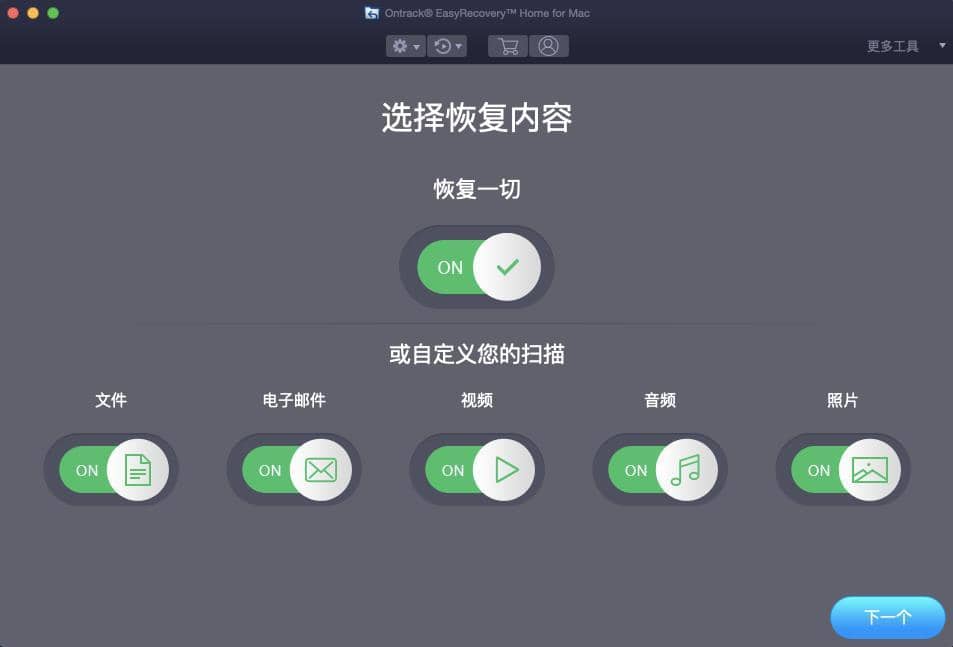 Ontrack® EasyRecovery™ Home for Mac
更多工具
选择恢复内容
恢复一切
ON
或自定义您的扫描
文件 电子邮件 视频 音频 照片
ON ON ON ON ON
下一个